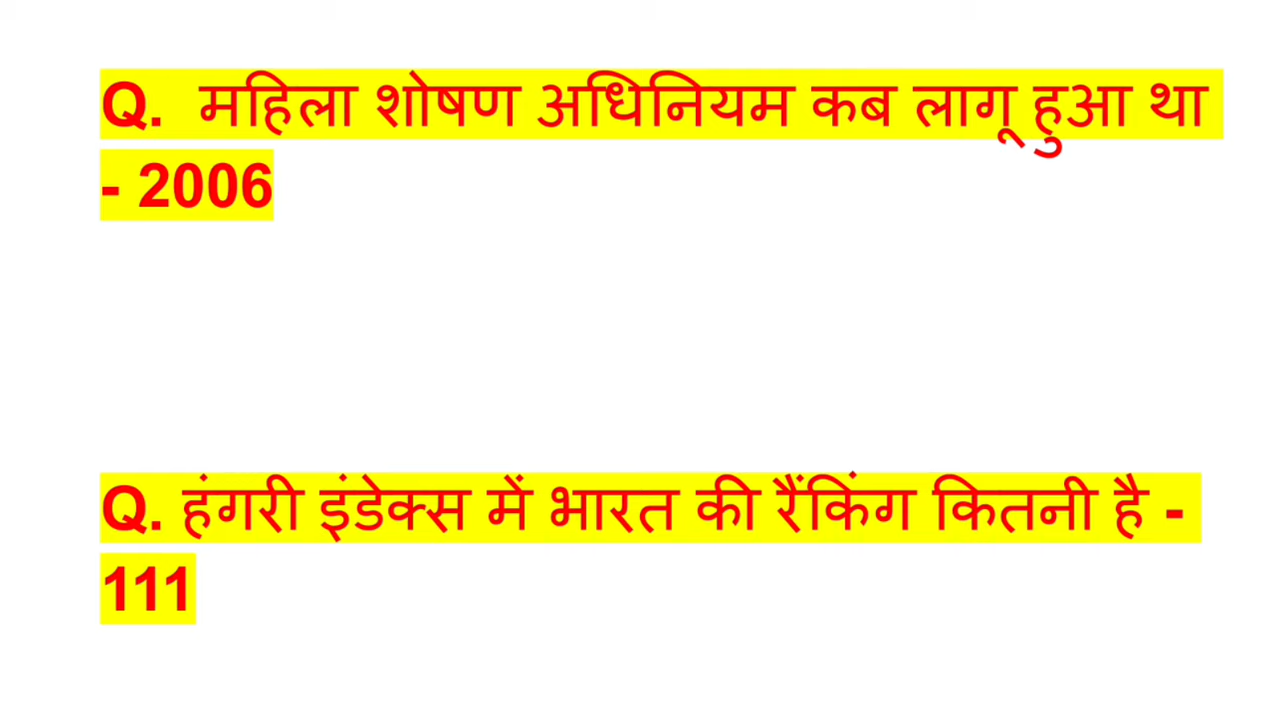 Q. महिला शोषण अधिनियम कब लागू हुआ था
- 2006
Q. हंगरी इंडेक्स में भारत की रैंकिंग कितनी है -
111